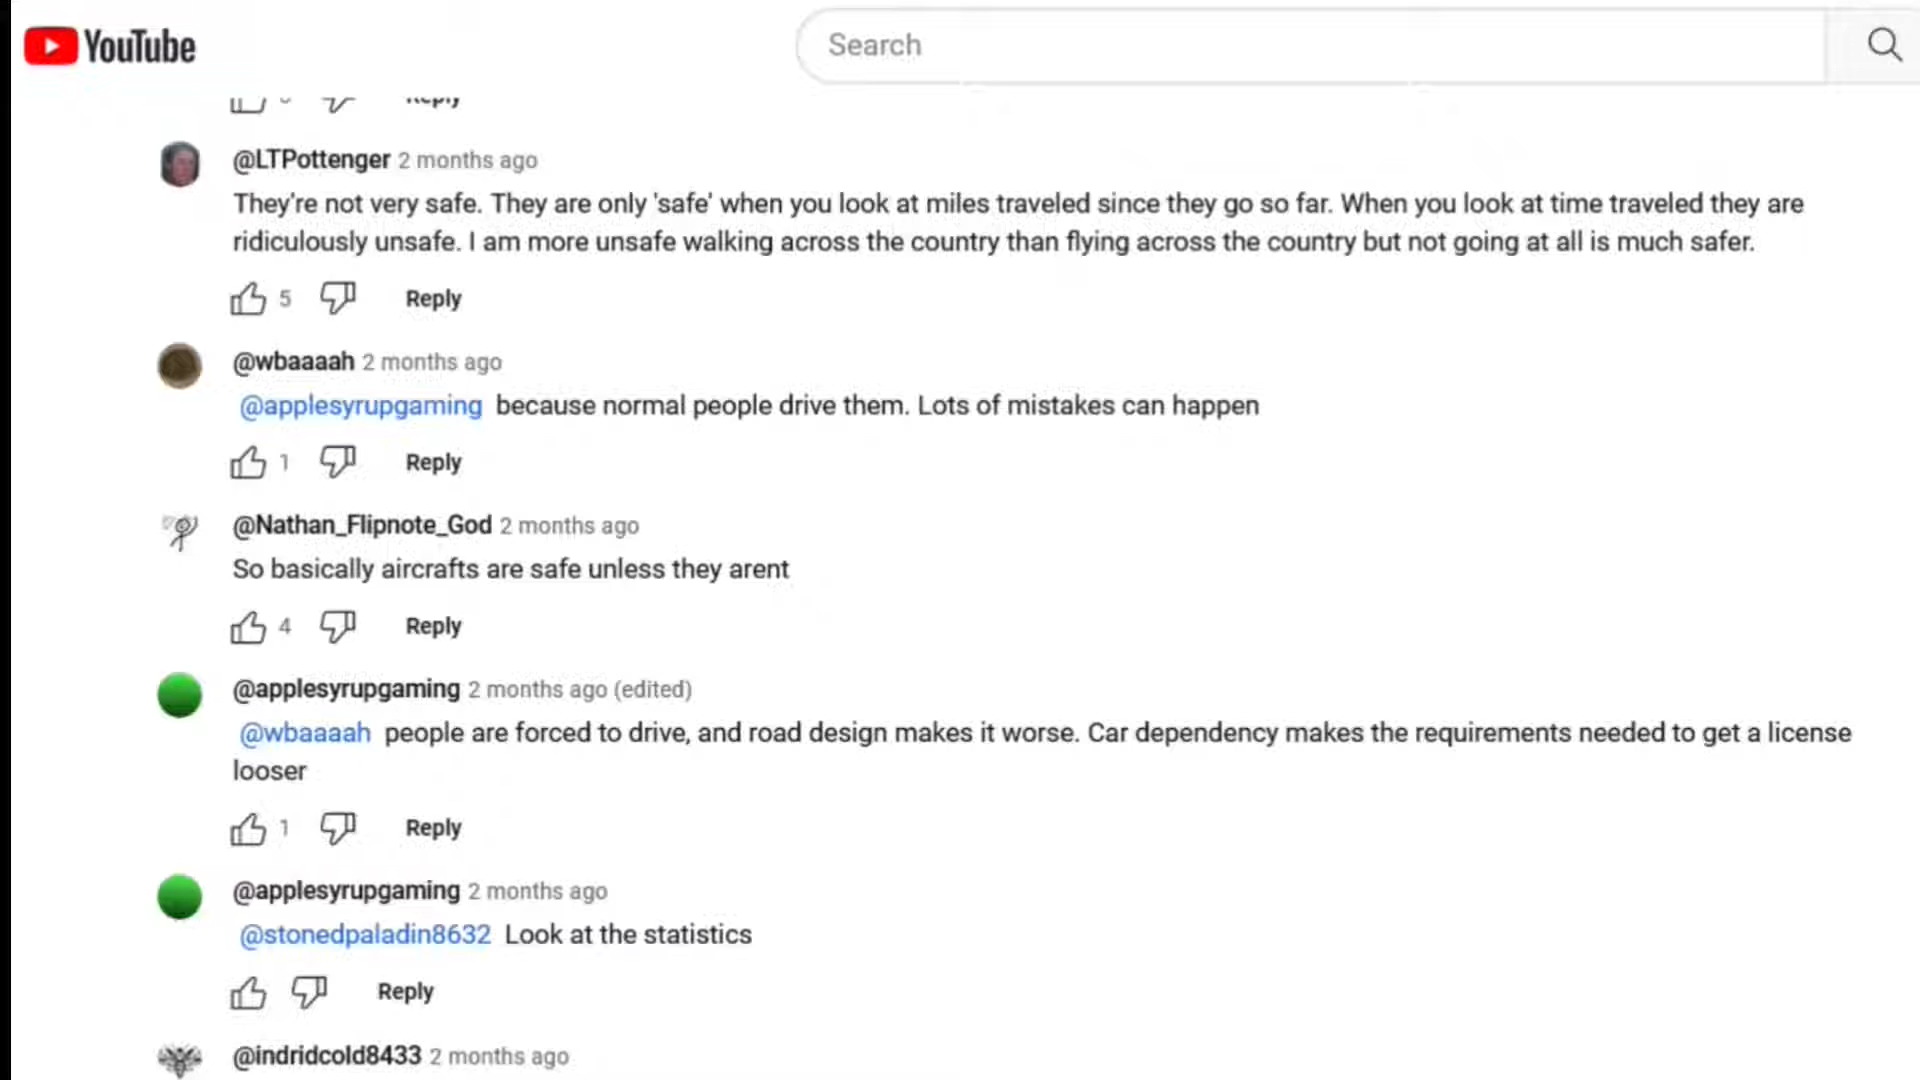 YouTube
Search
Reply
@LTPottenger 2 months ago
They're not very safe. They are only 'safe' when you look at miles traveled since they go so far. When you look at time traveled they are
ridiculously unsafe. I am more unsafe walking across the country than flying across the country but not going at all is much safer.
5 Reply
@wbaaaah 2 months ago
@applesyrupgaming because normal people drive them. Lots of mistakes can happen
1 Reply
@Nathan_Flipnote_God 2 months ago
So basically aircrafts are safe unless they arent
4 Reply
@applesyrupgaming 2 months ago (edited)
@wbaaaah people are forced to drive, and road design makes it worse. Car dependency makes the requirements needed to get a license
looser
1 Reply
@applesyrupgaming 2 months ago
@stonedpaladin8632 Look at the statistics
Reply
@indridcold8433 2 months ago